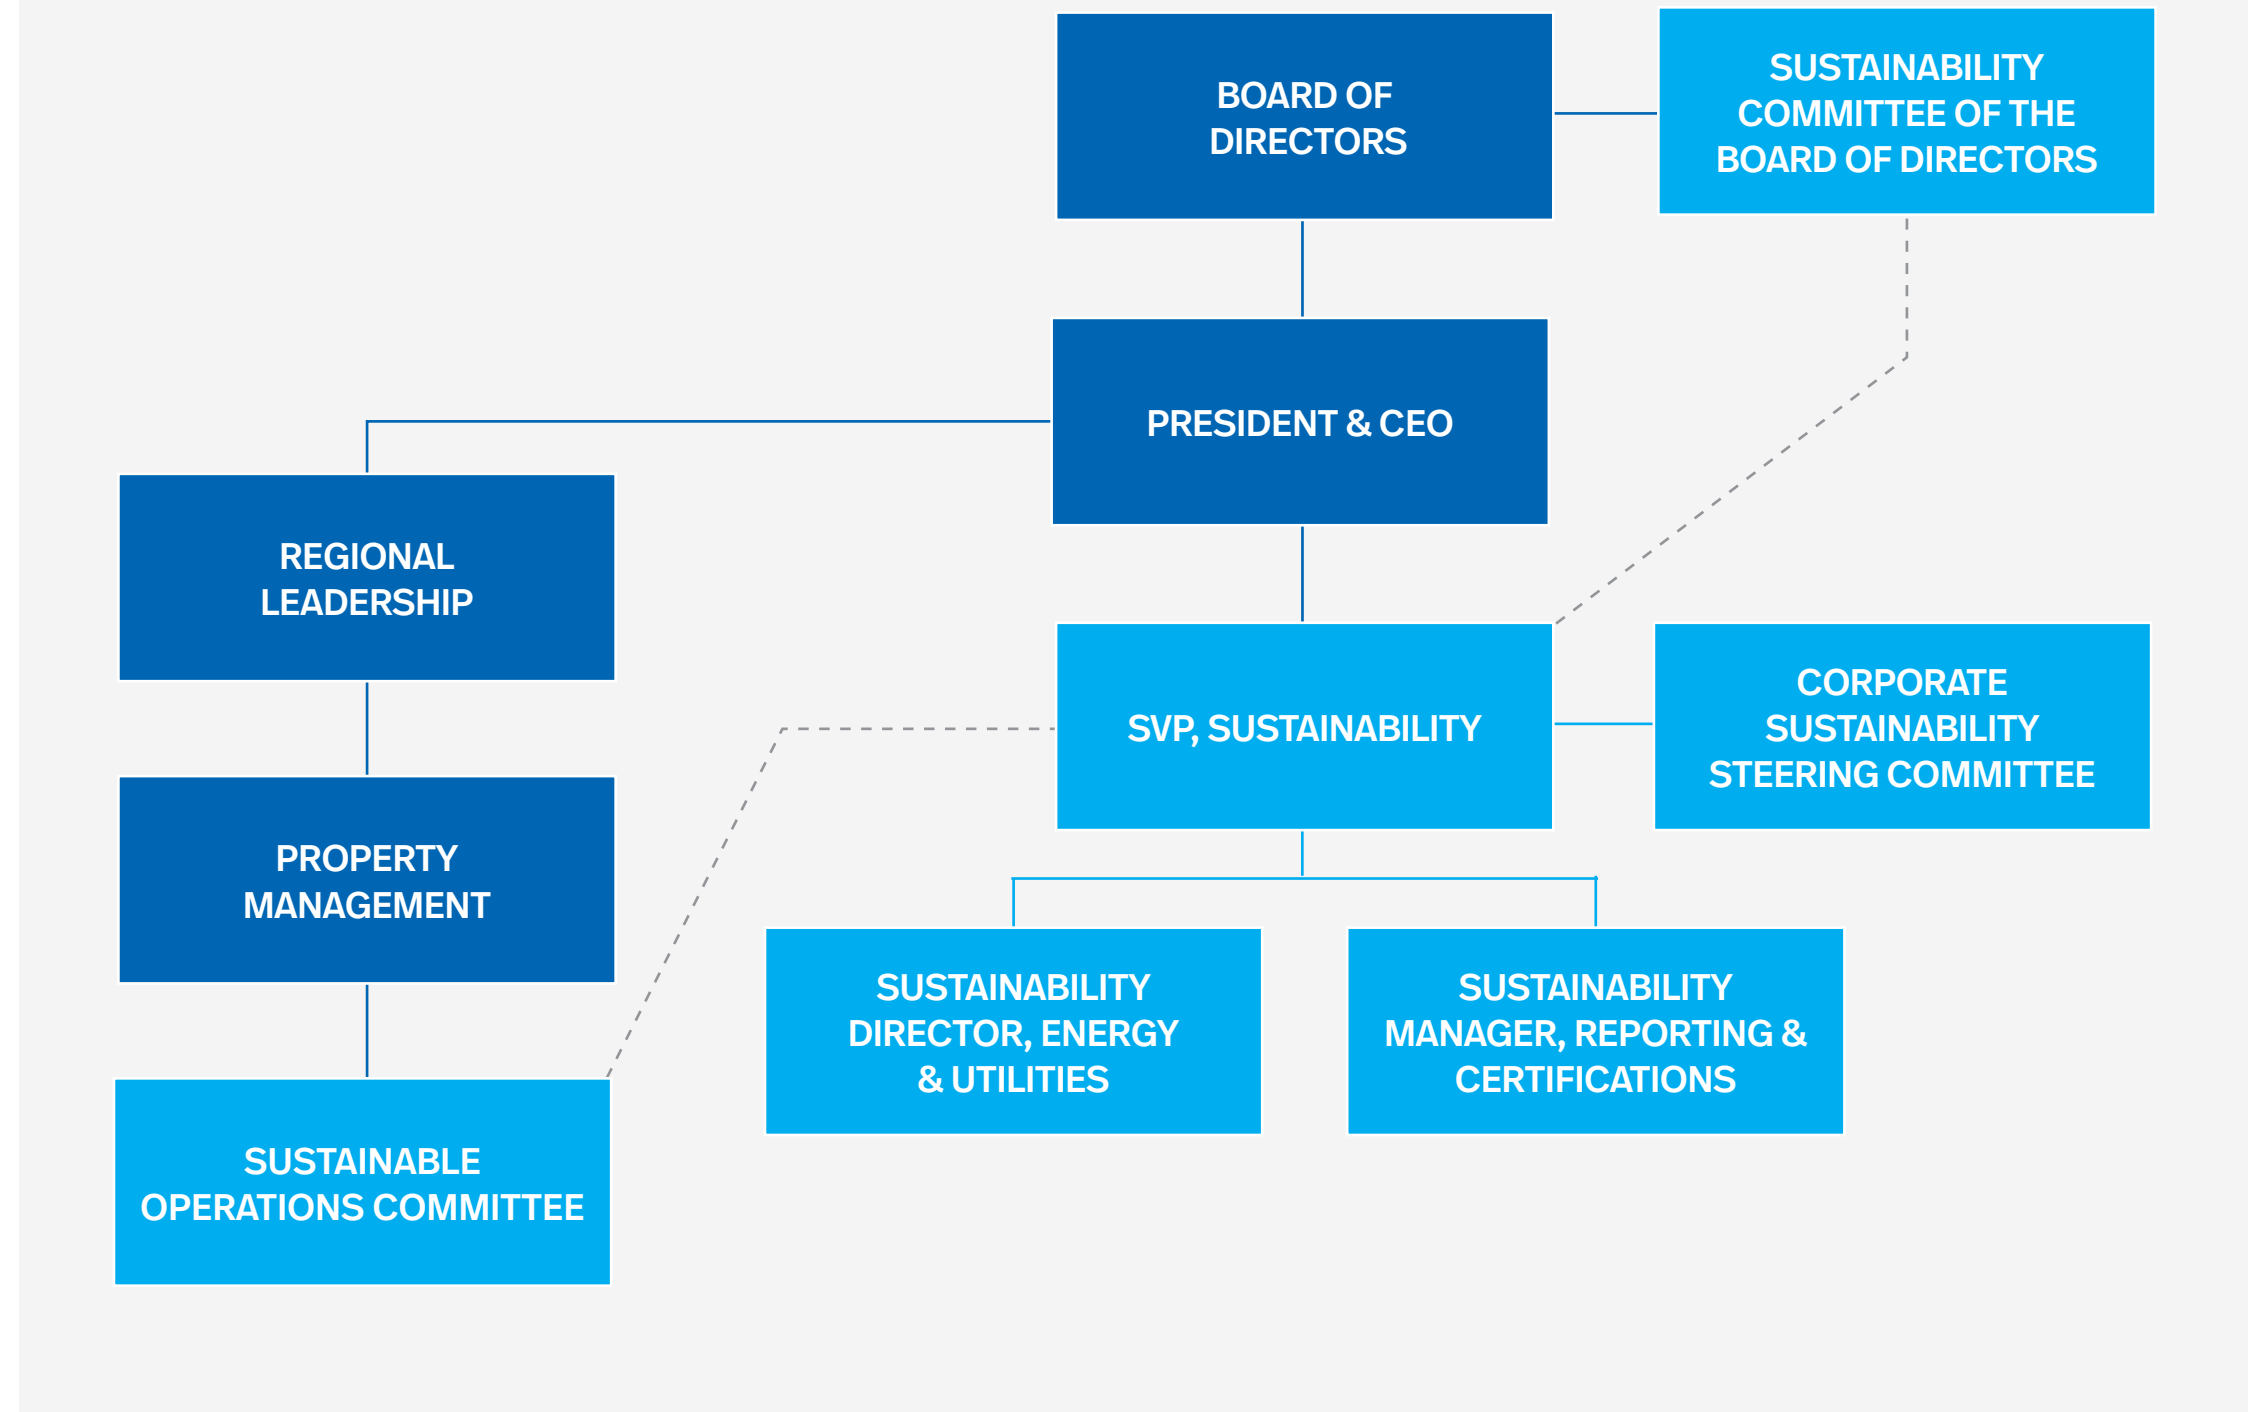 BOARD OF
DIRECTORS
SUSTAINABILITY
COMMITTEE OF THE
BOARD OF DIRECTORS
PRESIDENT & CEO
REGIONAL
LEADERSHIP
SVP, SUSTAINABILITY
CORPORATE
SUSTAINABILITY
STEERING COMMITTEE
PROPERTY
MANAGEMENT
SUSTAINABILITY
DIRECTOR, ENERGY
& UTILITIES
SUSTAINABILITY
MANAGER, REPORTING &
CERTIFICATIONS
SUSTAINABLE
OPERATIONS COMMITTEE